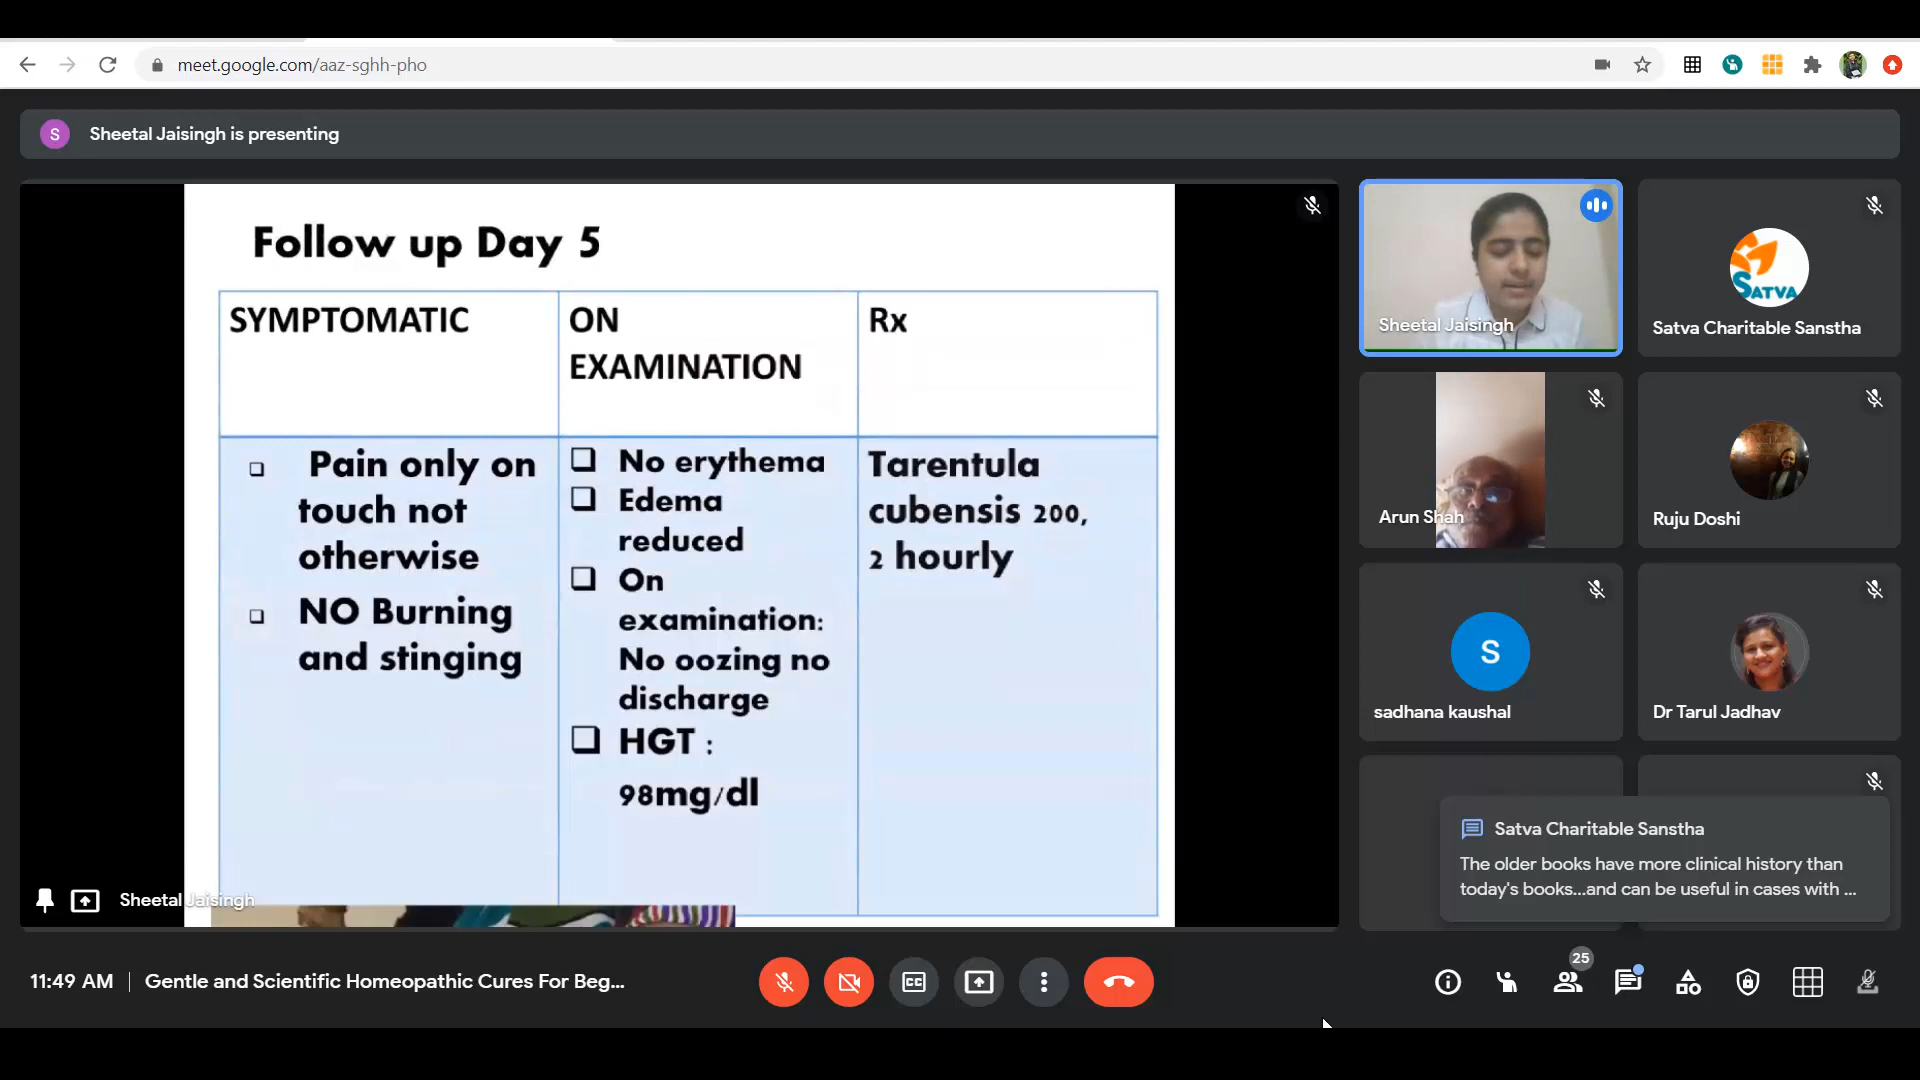 meet.google.com/aaz-sghh-pho
S
Sheetal Jaisingh is presenting
Follow up Day 5
SYMPTOMATIC
ON
EXAMINATION
Rx
Pain only on
touch not
otherwise
NO Burning
and stinging
No erythema
Edema
reduced
On
examination:
No oozing no
discharge
HGT :
98mg/dl
Tarentula
cubensis 200,
2 hourly
Sheetal Jaisingh
Sheetal Jaisingh
SATVA
Satva Charitable Sanstha
Arun Shah
Ruju Doshi
S
sadhana kaushal
Dr Tarul Jadhav
Satva Charitable Sanstha
The older books have more clinical history than
today's books...and can be useful in cases with ...
11:49 AM
Gentle and Scientific Homeopathic Cures For Beg...
CC
25